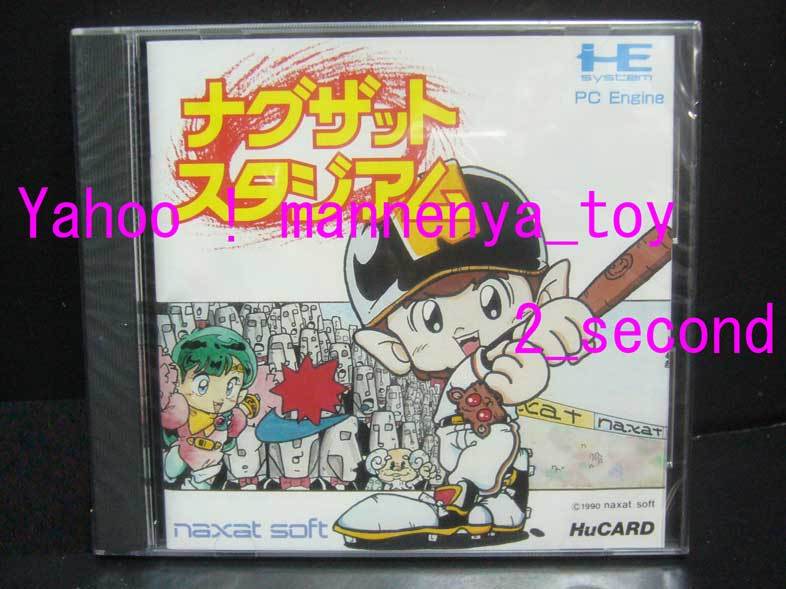 HE
system
PC Engine
ナグザット
スタジアム
Yahoo ! mannenya_toy
2_second
xat
naxat
©1990 naxat soft
naxat soft
HuCARD